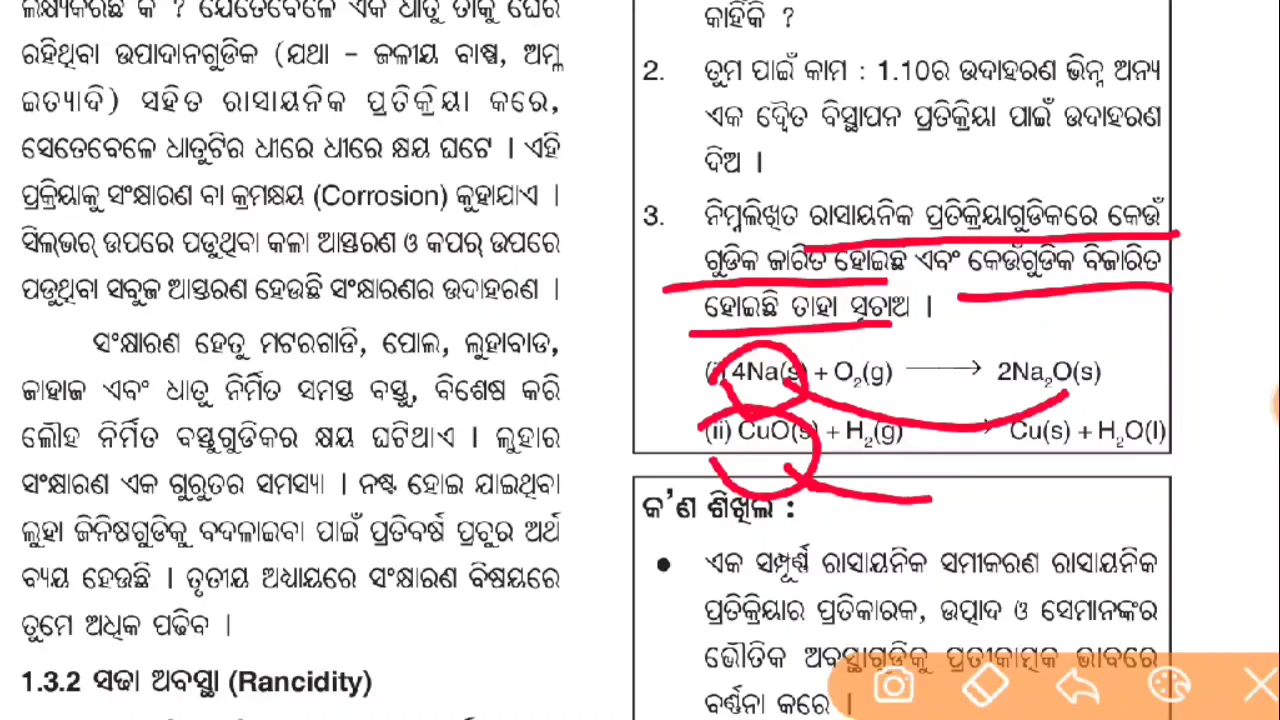 ଲକ୍ଷ୍ୟକରିଛ କି ? ଯେତେବେଳେ ଏକ ଧାତୁ ତାକୁ ଘେରି
ରହିଥିବା ଉପାଦାନଗୁଡିକ (ଯଥା – ଜଳୀୟ ବାଷ୍ପ, ଅମ୍ଳ
ଇତ୍ୟାଦି) ସହିତ ରାସାୟନିକ ପ୍ରତିକ୍ରିୟା କରେ,
ସେତେବେଳେ ଧାତୁଟିର ଧୀରେ ଧୀରେ କ୍ଷୟ ଘଟେ । ଏହି
ପ୍ରକ୍ରିୟାକୁ ସଂକ୍ଷାରଣ ବା କ୍ରମକ୍ଷୟ (Corrosion) କୁହାଯାଏ ।
ସିଲ୍‌ଭର୍ ଉପରେ ପଡୁଥିବା କଳା ଆସ୍ତରଣ ଓ କପର୍ ଉପରେ
ପଡୁଥିବା ସବୁଜ ଆସ୍ତରଣ ହେଉଛି ସଂକ୍ଷାରଣର ଉଦାହରଣ ।
ସଂକ୍ଷାରଣ ହେତୁ ମଟରଗାଡି, ପୋଲ, ଲୁହାବାଡ,
ଜାହାଜ ଏବଂ ଧାତୁ ନିର୍ମିତ ସମସ୍ତ ବସ୍ତୁ, ବିଶେଷ କରି
ଲୌହ ନିର୍ମିତ ବସ୍ତୁଗୁଡିକର କ୍ଷୟ ଘଟିଥାଏ । ଲୁହାର
ସଂକ୍ଷାରଣ ଏକ ଗୁରୁତର ସମସ୍ୟା । ନଷ୍ଟ ହୋଇ ଯାଇଥିବା
ଲୁହା ଜିନିଷଗୁଡିକୁ ବଦଳାଇବା ପାଇଁ ପ୍ରତିବର୍ଷ ପ୍ରଚୁର ଅର୍ଥ
ବ୍ୟୟ ହେଉଛି । ତୃତୀୟ ଅଧ୍ୟାୟରେ ସଂକ୍ଷାରଣ ବିଷୟରେ
ତୁମେ ଅଧିକ ପଢିବ ।
1.3.2 ସଢା ଅବସ୍ଥା (Rancidity)
କାହିଁକି ?
2. ତୁମ ପାଇଁ କାମ : 1.10ର ଉଦାହରଣ ଭିନ୍ନ ଅନ୍ୟ
ଏକ ଦ୍ୱୈତ ବିସ୍ଥାପନ ପ୍ରତିକ୍ରିୟା ପାଇଁ ଉଦାହରଣ
ଦିଅ ।
3. ନିମ୍ନଲିଖିତ ରାସାୟନିକ ପ୍ରତିକ୍ରିୟାଗୁଡିକରେ କେଉଁ
ଗୁଡିକ ଜାରିତ ହୋଇଛି ଏବଂ କେଉଁଗୁଡିକ ବିଜାରିତ
ହୋଇଛି ତାହା ସୂଚାଅ ।
(i) 4Na(s) + O₂(g) ⟶ 2Na₂O(s)
(ii) CuO(s) + H₂(g) → Cu(s) + H₂O(l)
କ'ଣ ଶିଖିଲ :
● ଏକ ସମ୍ପୂର୍ଣ୍ଣ ରାସାୟନିକ ସମୀକରଣ ରାସାୟନିକ
ପ୍ରତିକ୍ରିୟାର ପ୍ରତିକାରକ, ଉତ୍ପାଦ ଓ ସେମାନଙ୍କର
ଭୌତିକ ଅବସ୍ଥାଗୁଡିକୁ ପ୍ରତୀକାତ୍ମକ ଭାବରେ
ବର୍ଣ୍ଣନା କରେ ।